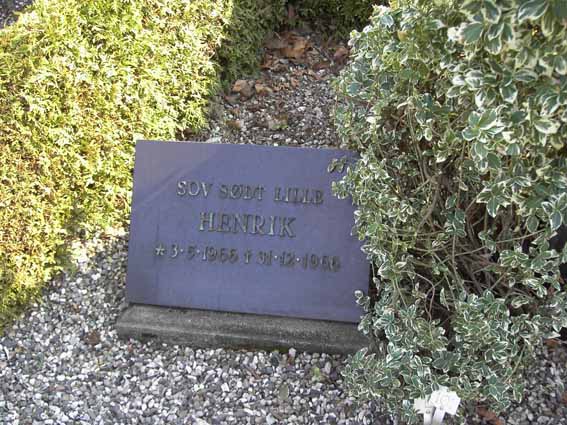 SOV SØDT LILLE
HENRIK
* 3·5·1966 † 31·12·1966